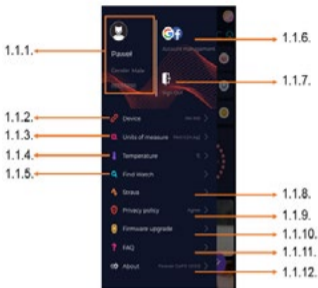 1.1.1.
1.1.2.
1.1.3.
1.1.4.
1.1.5.
1.1.6.
1.1.7.
1.1.8.
1.1.9.
1.1.10.
1.1.11.
1.1.12.
Gender: Male
Account management
Sign out
Device
Units of measure
Temperature
Find Watch
Strava
Privacy policy
Firmware upgrade
FAQ
About